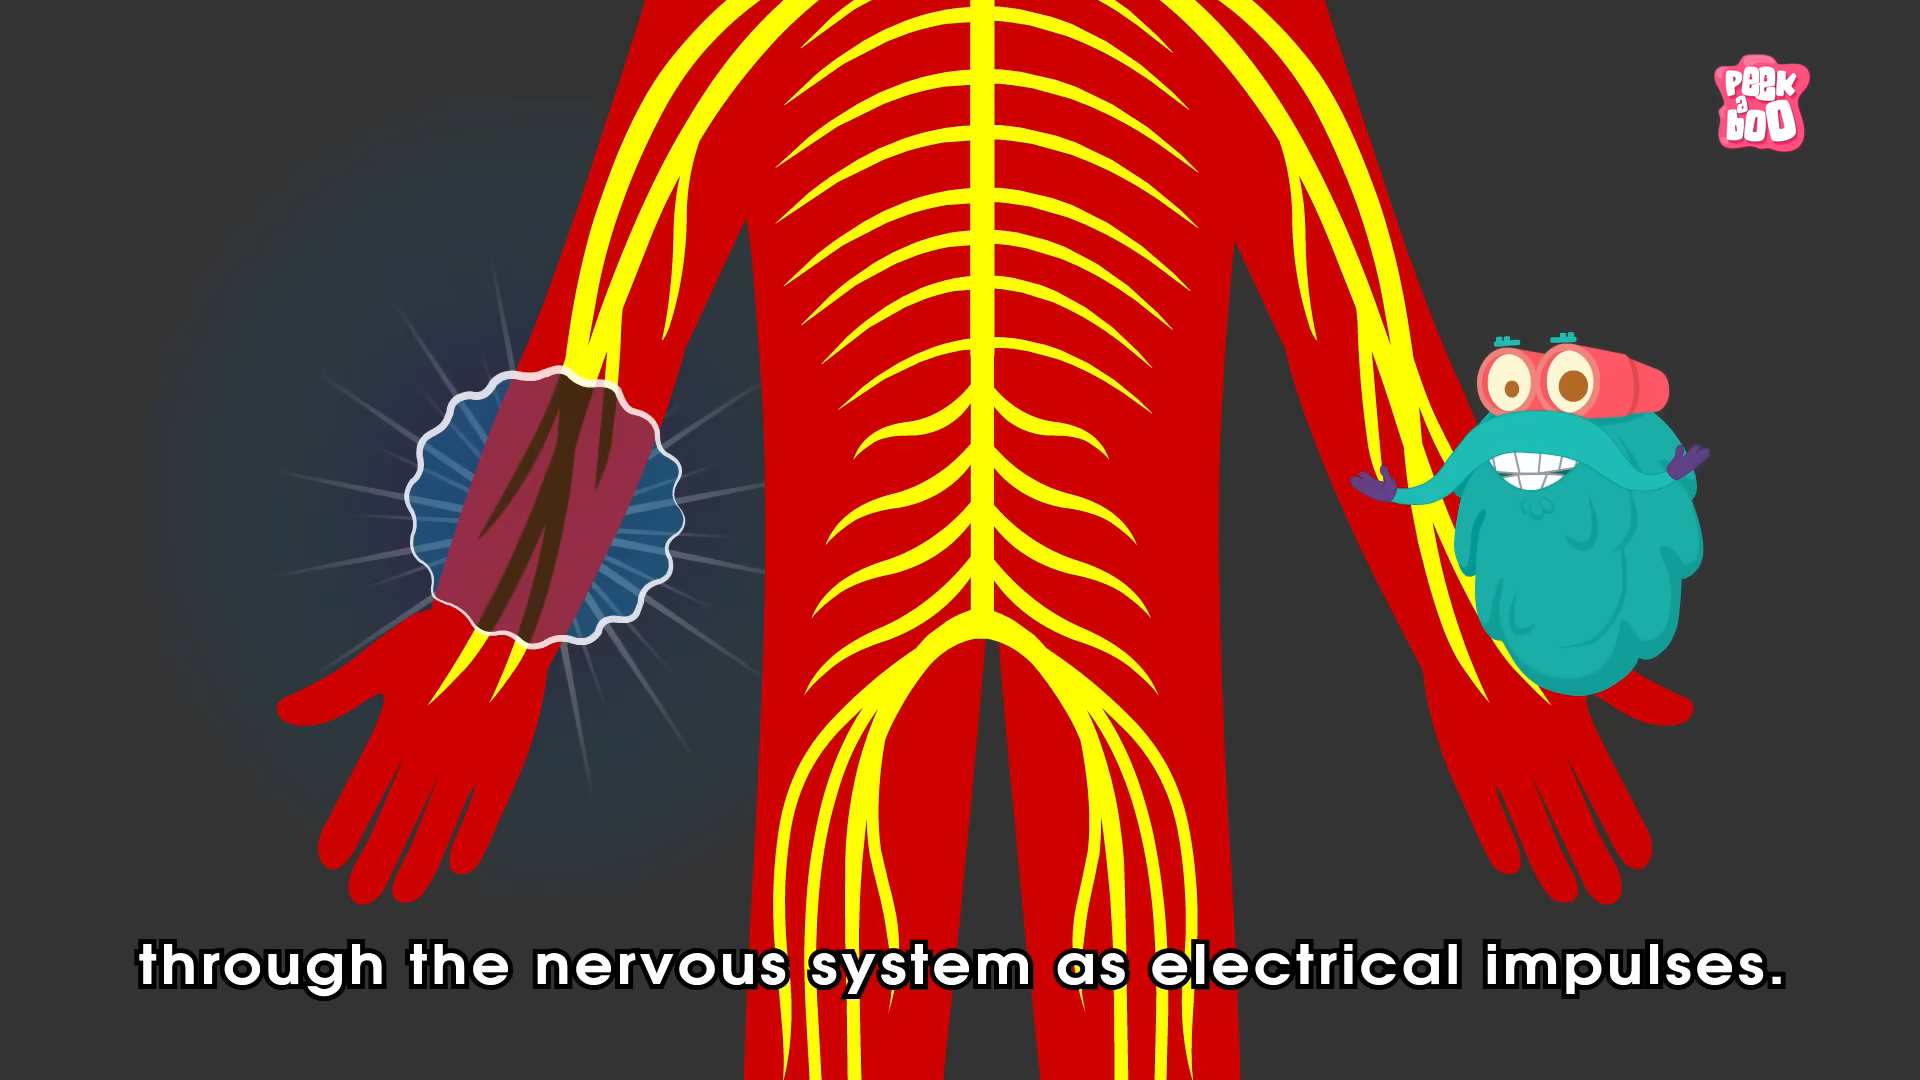 PEEK
a
boo
through the nervous system as electrical impulses.